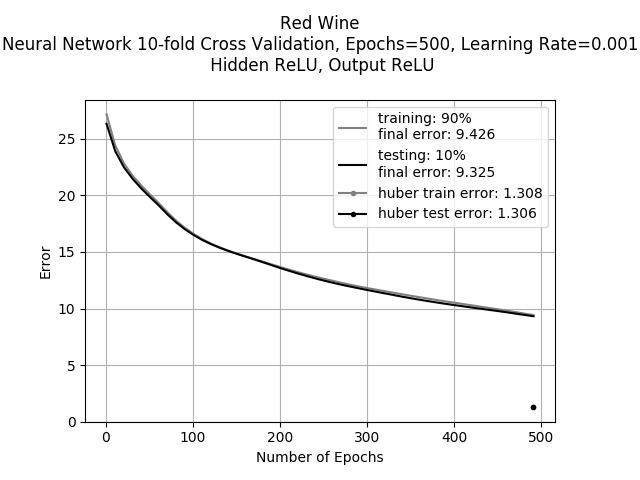 Red Wine
Neural Network 10-fold Cross Validation, Epochs=500, Learning Rate=0.001
Hidden ReLU, Output ReLU
training: 90%
final error: 9.426
testing: 10%
final error: 9.325
huber train error: 1.308
huber test error: 1.306
Error
25
20
15
10
5
0
0 100 200 300 400 500
Number of Epochs